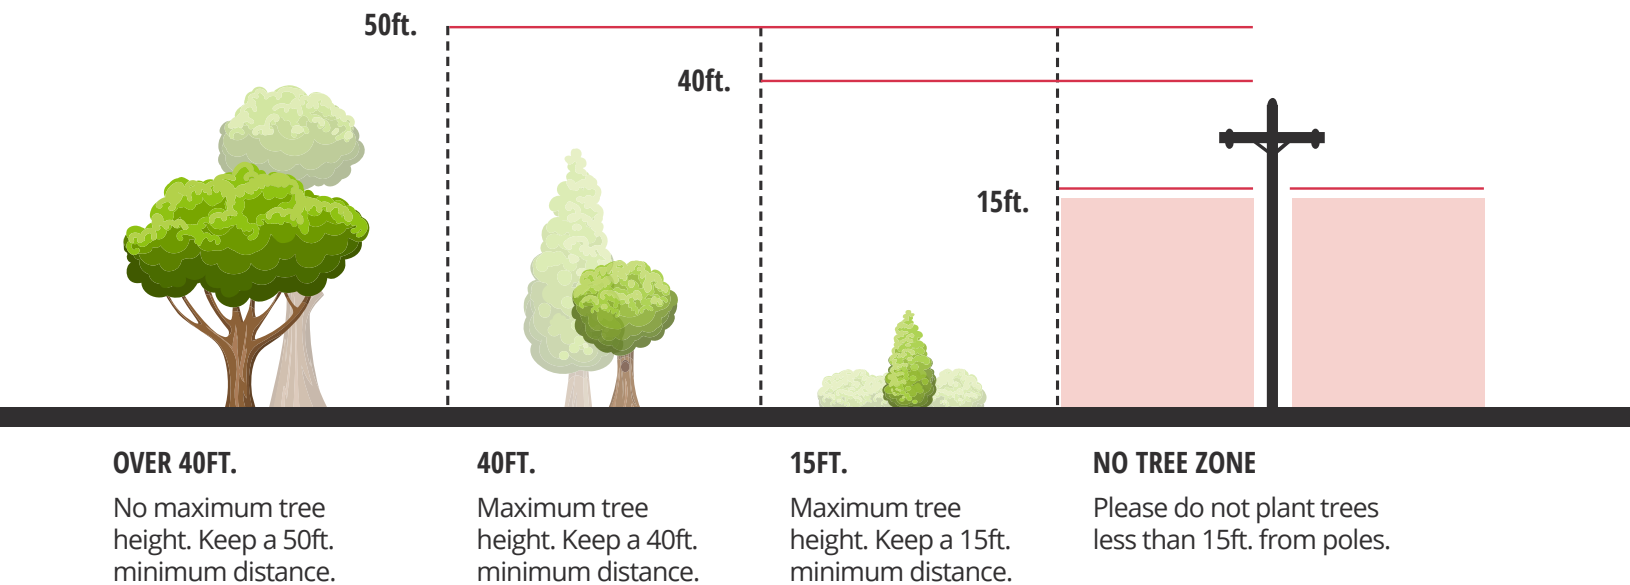 50ft.
40ft.
15ft.
OVER 40FT.
No maximum tree
height. Keep a 50ft.
minimum distance.
40FT.
Maximum tree
height. Keep a 40ft.
minimum distance.
15FT.
Maximum tree
height. Keep a 15ft.
minimum distance.
NO TREE ZONE
Please do not plant trees
less than 15ft. from poles.